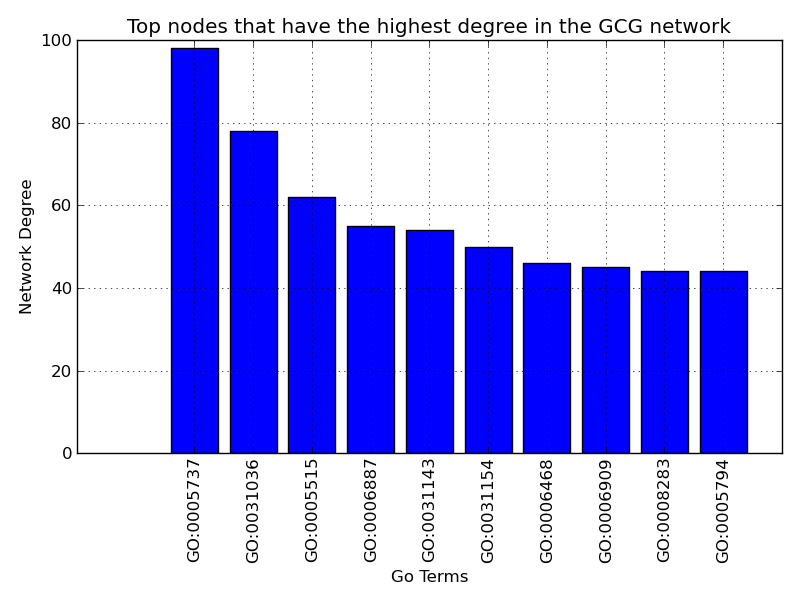 Top nodes that have the highest degree in the GCG network
100
80
60
40
20
0
Network Degree
GO:0005737
GO:0031036
GO:0005515
GO:0006887
GO:0031143
GO:0031154
GO:0006468
GO:0006909
GO:0008283
GO:0005794
Go Terms